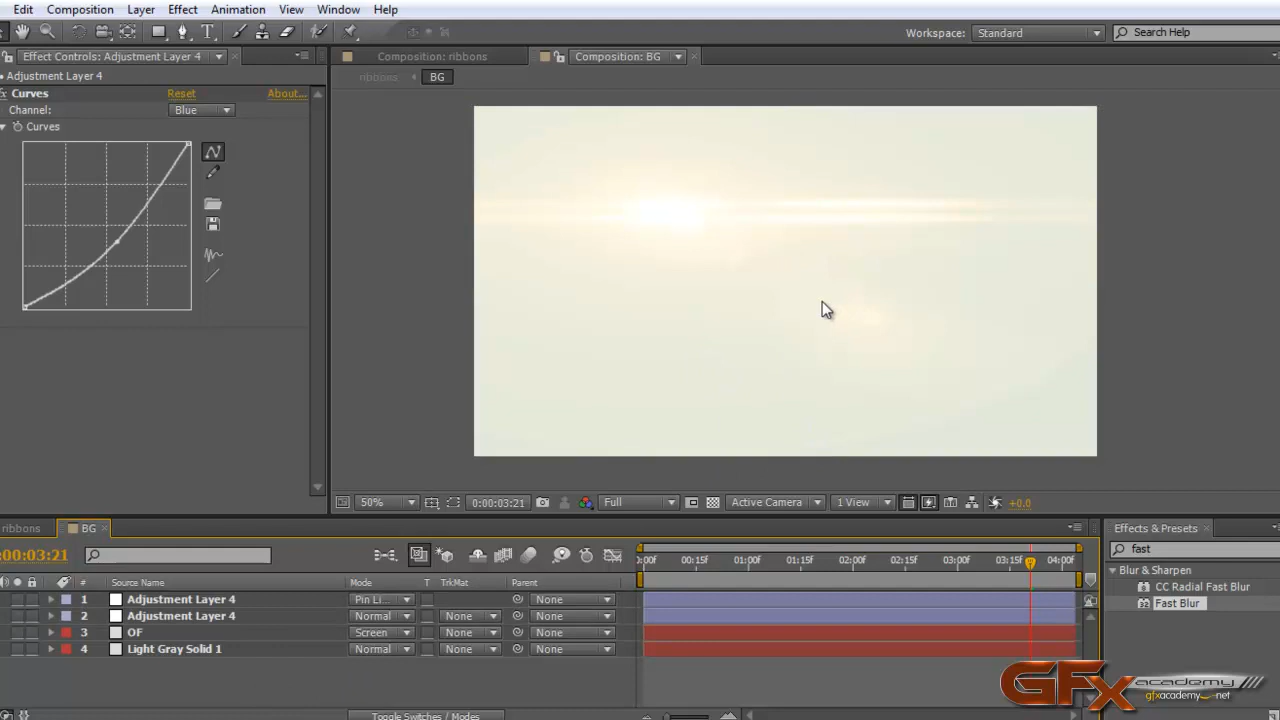 Edit Composition Layer Effect Animation View Window Help
Workspace: Standard Search Help
Effect Controls: Adjustment Layer 4
Composition: ribbons Composition: BG
Adjustment Layer 4
ribbons BG
Curves Reset About...
Channel: Blue
Curves
50% 0:00:03:21 Full Active Camera 1 View +0.0
ribbons BG
Effects & Presets
:00:03:21
fast
:00f 00:15f 01:00f 01:15f 02:00f 02:15f 03:00f 03:15f 04:00f
Blur & Sharpen
# Source Name Mode T TrkMat Parent
CC Radial Fast Blur
1 Adjustment Layer 4 Pin Li... None
Fast Blur
2 Adjustment Layer 4 Normal None None
3 OF Screen None None
4 Light Gray Solid 1 Normal None None
GFx academy
gfxacademy.net
Toggle Switches / Modes